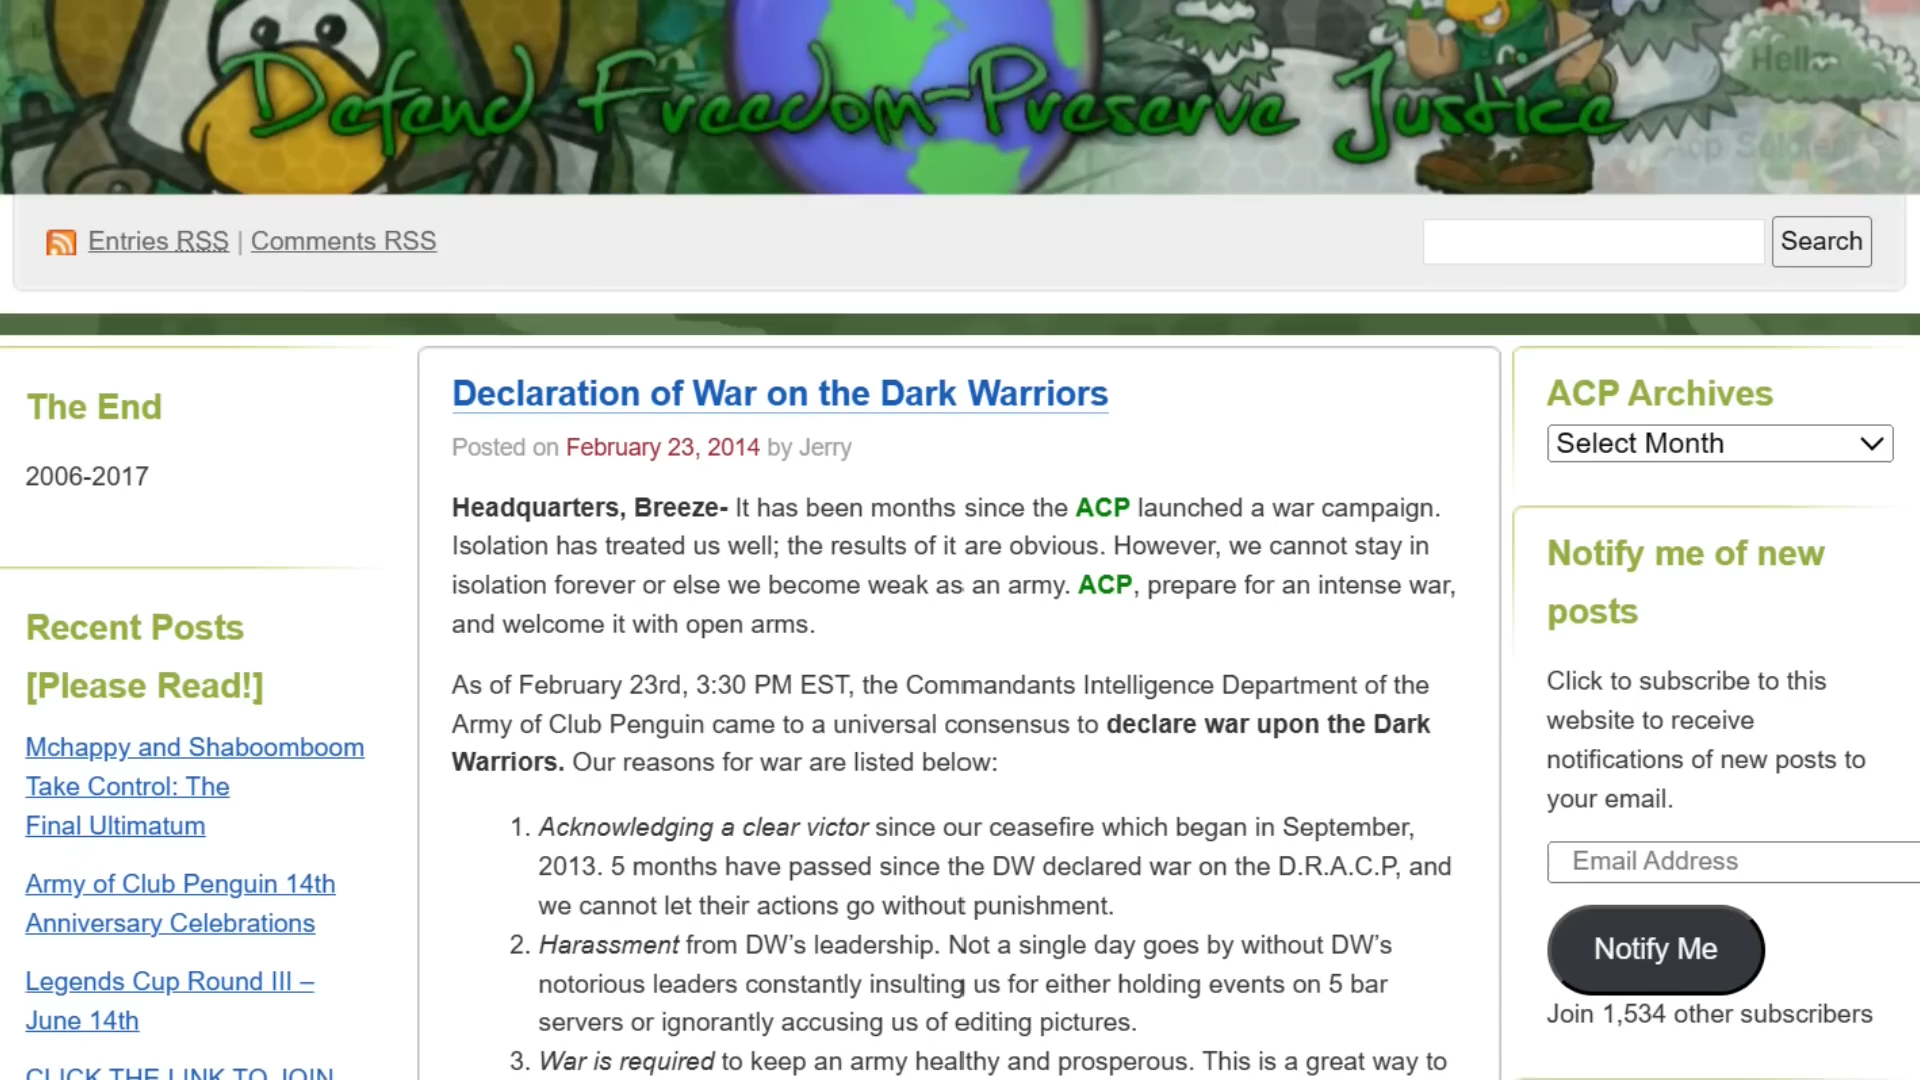 Defend Freedom-Preserve Justice
Hello
Acp Soldier
Entries RSS | Comments RSS
Search
The End
2006-2017
Recent Posts
[Please Read!]
Mchappy and Shaboomboom
Take Control: The
Final Ultimatum
Army of Club Penguin 14th
Anniversary Celebrations
Legends Cup Round III –
June 14th
CLICK THE LINK TO JOIN
Declaration of War on the Dark Warriors
Posted on February 23, 2014 by Jerry
Headquarters, Breeze- It has been months since the ACP launched a war campaign.
Isolation has treated us well; the results of it are obvious. However, we cannot stay in
isolation forever or else we become weak as an army. ACP, prepare for an intense war,
and welcome it with open arms.
As of February 23rd, 3:30 PM EST, the Commandants Intelligence Department of the
Army of Club Penguin came to a universal consensus to declare war upon the Dark
Warriors. Our reasons for war are listed below:
1. Acknowledging a clear victor since our ceasefire which began in September,
2013. 5 months have passed since the DW declared war on the D.R.A.C.P, and
we cannot let their actions go without punishment.
2. Harassment from DW’s leadership. Not a single day goes by without DW’s
notorious leaders constantly insulting us for either holding events on 5 bar
servers or ignorantly accusing us of editing pictures.
3. War is required to keep an army healthy and prosperous. This is a great way to
ACP Archives
Select Month
Notify me of new
posts
Click to subscribe to this
website to receive
notifications of new posts to
your email.
Email Address
Notify Me
Join 1,534 other subscribers